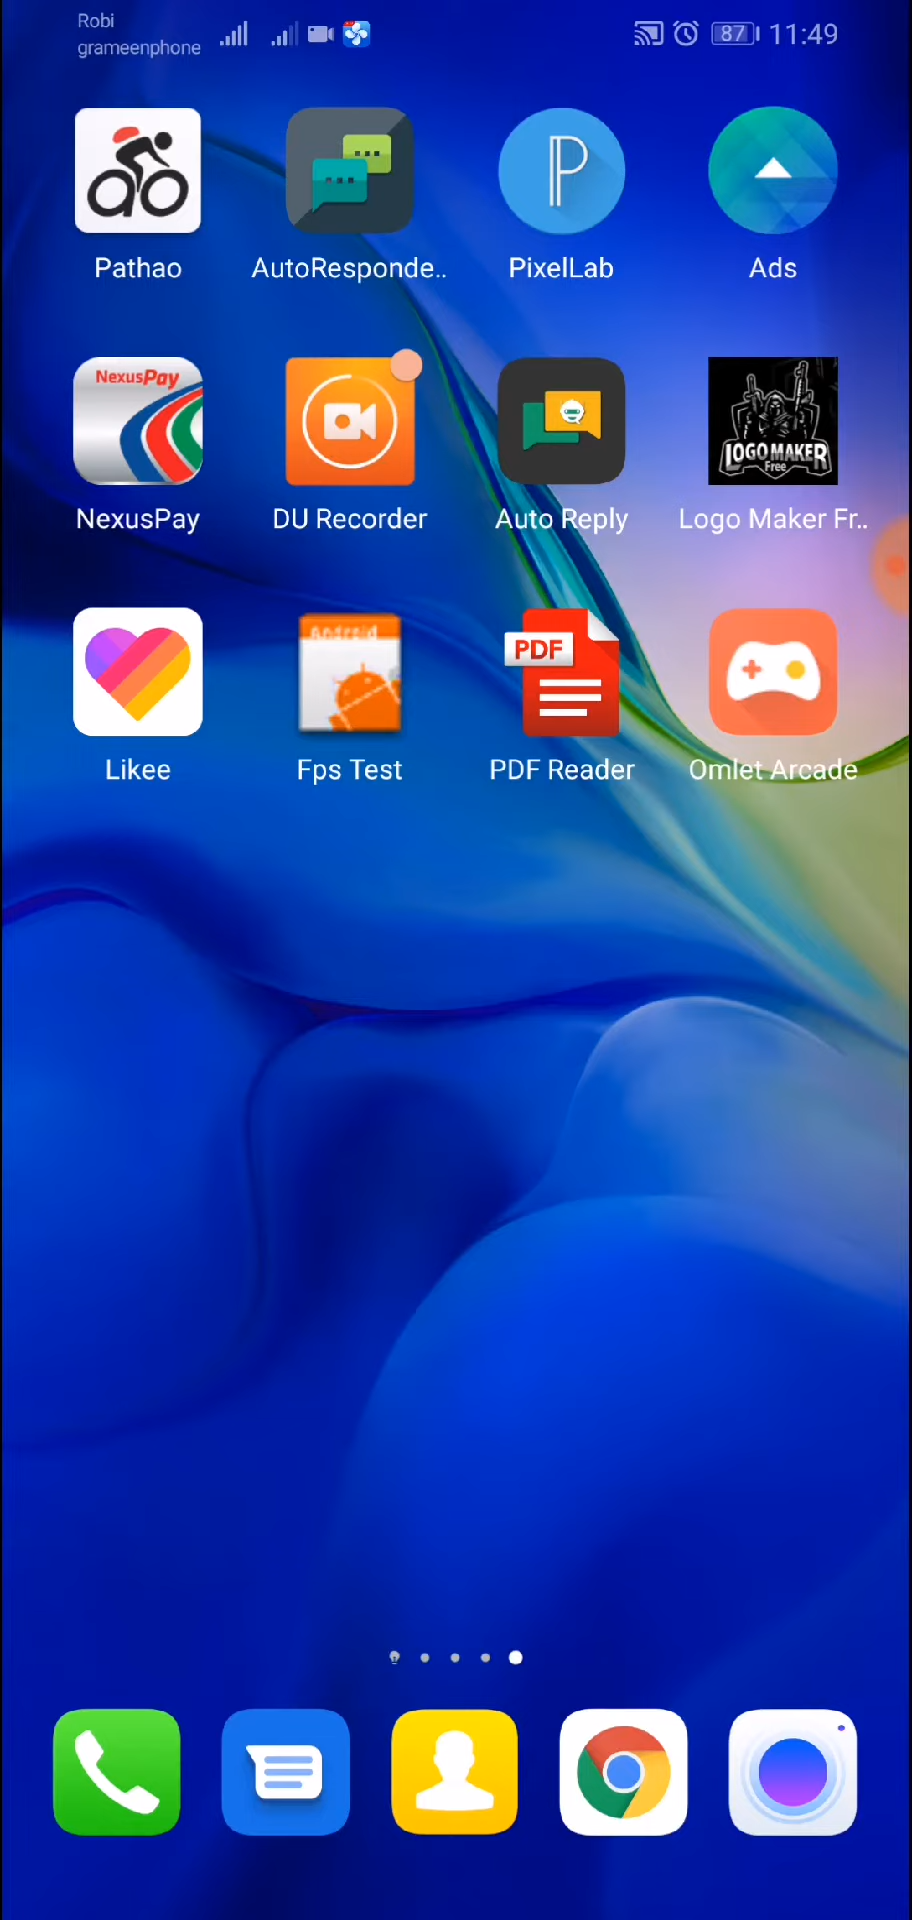 Robi
grameenphone
87 11:49
Pathao
AutoResponde..
PixelLab
Ads
NexusPay
LOGO MAKER
Free
NexusPay
DU Recorder
Auto Reply
Logo Maker Fr..
Android
PDF
Likee
Fps Test
PDF Reader
Omlet Arcade